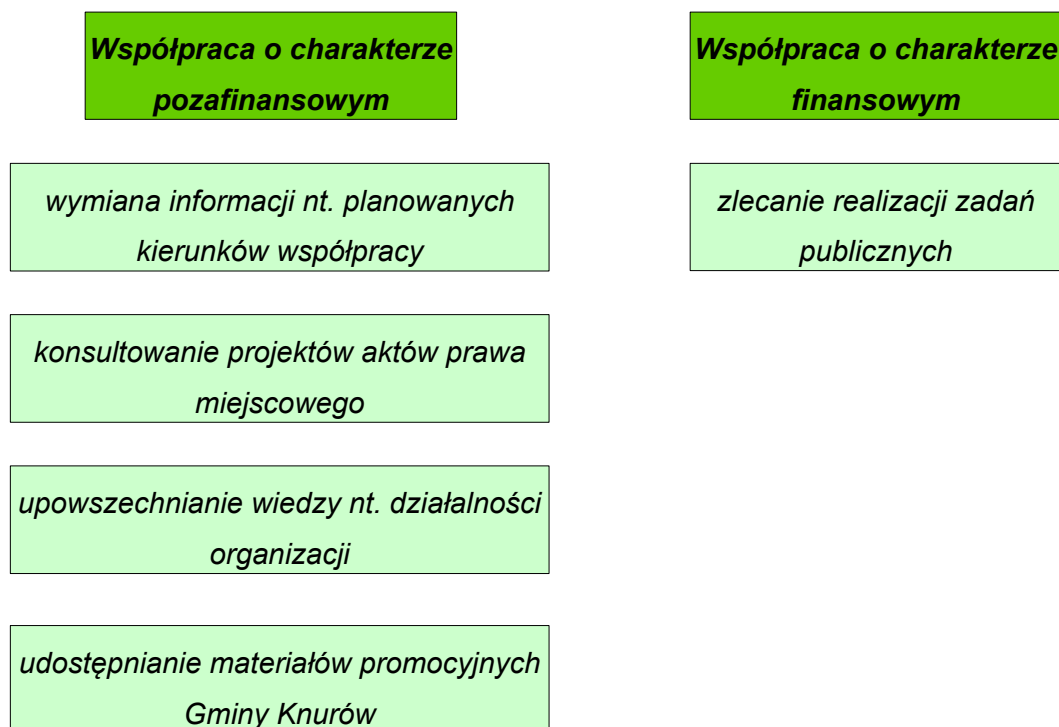 Współpraca o charakterze
pozafinansowym
wymiana informacji nt. planowanych
kierunków współpracy
konsultowanie projektów aktów prawa
miejscowego
upowszechnianie wiedzy nt. działalności
organizacji
udostępnianie materiałów promocyjnych
Gminy Knurów
Współpraca o charakterze
finansowym
zlecanie realizacji zadań
publicznych